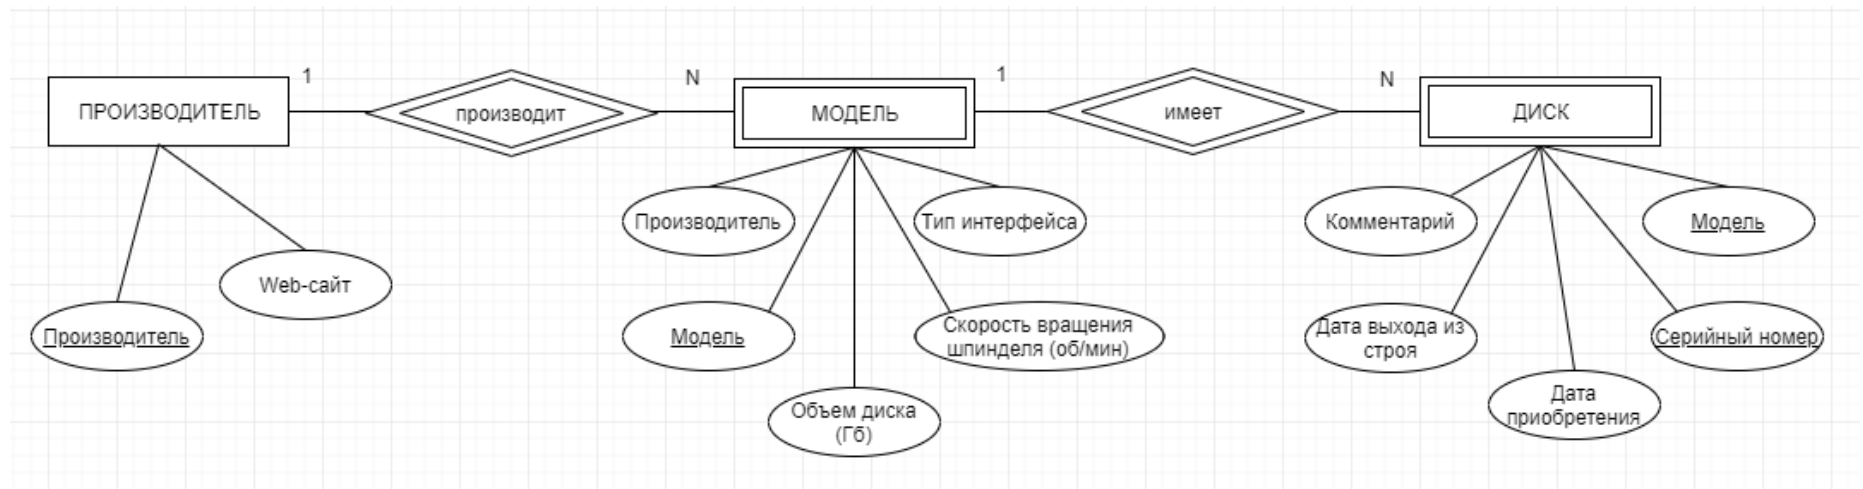 1
N
1
N
ПРОИЗВОДИТЕЛЬ
производит
МОДЕЛЬ
имеет
ДИСК
Производитель
Web-сайт
Производитель
Тип интерфейса
Модель
Скорость вращения
шпинделя (об/мин)
Объем диска
(Гб)
Комментарий
Модель
Дата выхода из
строя
Серийный номер
Дата
приобретения